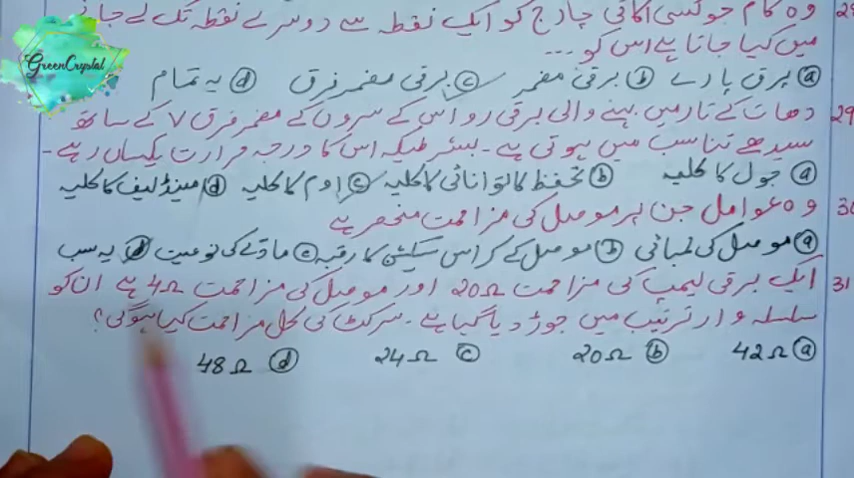 GreenCrystal
28 وہ کام جو کسی اکائی چارج کو ایک نقطہ سے دوسرے نقطہ تک لے جانے
میں کیا جاتا ہے اس کو ...
ⓐ برق پارے ⓑ برقی مضمر ⓒ برقی مضمر فرق ⓓ یہ تمام
29 دھات کے تار میں بہنے والی برقی رو اس کے سروں کے مضمر فرق V کے ساتھ
سیدھے تناسب میں ہوتی ہے۔ بشرطیکہ اس کا درجہ حرارت یکساں رہے۔
ⓐ جول کا کلیہ ⓑ تحفظ کا توانائی کا کلیہ ⓒ اوم کا کلیہ ⓓ مینڈلیف کا کلیہ
30 وہ عوامل جن پر موصل کی مزاحمت منحصر ہے
ⓐ موصل کی لمبائی ⓑ موصل کے کراس سیکشن کا رقبہ ⓒ مادے کی نوعیت ⓓ یہ سب
31 ایک برقی لیمپ کی مزاحمت 20Ω اور موصل کی مزاحمت 4Ω ہے ان کو
سلسلہ وار ترتیب میں جوڑ دیا گیا ہے۔ سرکٹ کی کل مزاحمت کیا ہوگی؟
ⓐ 42Ω ⓑ 20Ω ⓒ 24Ω ⓓ 48Ω